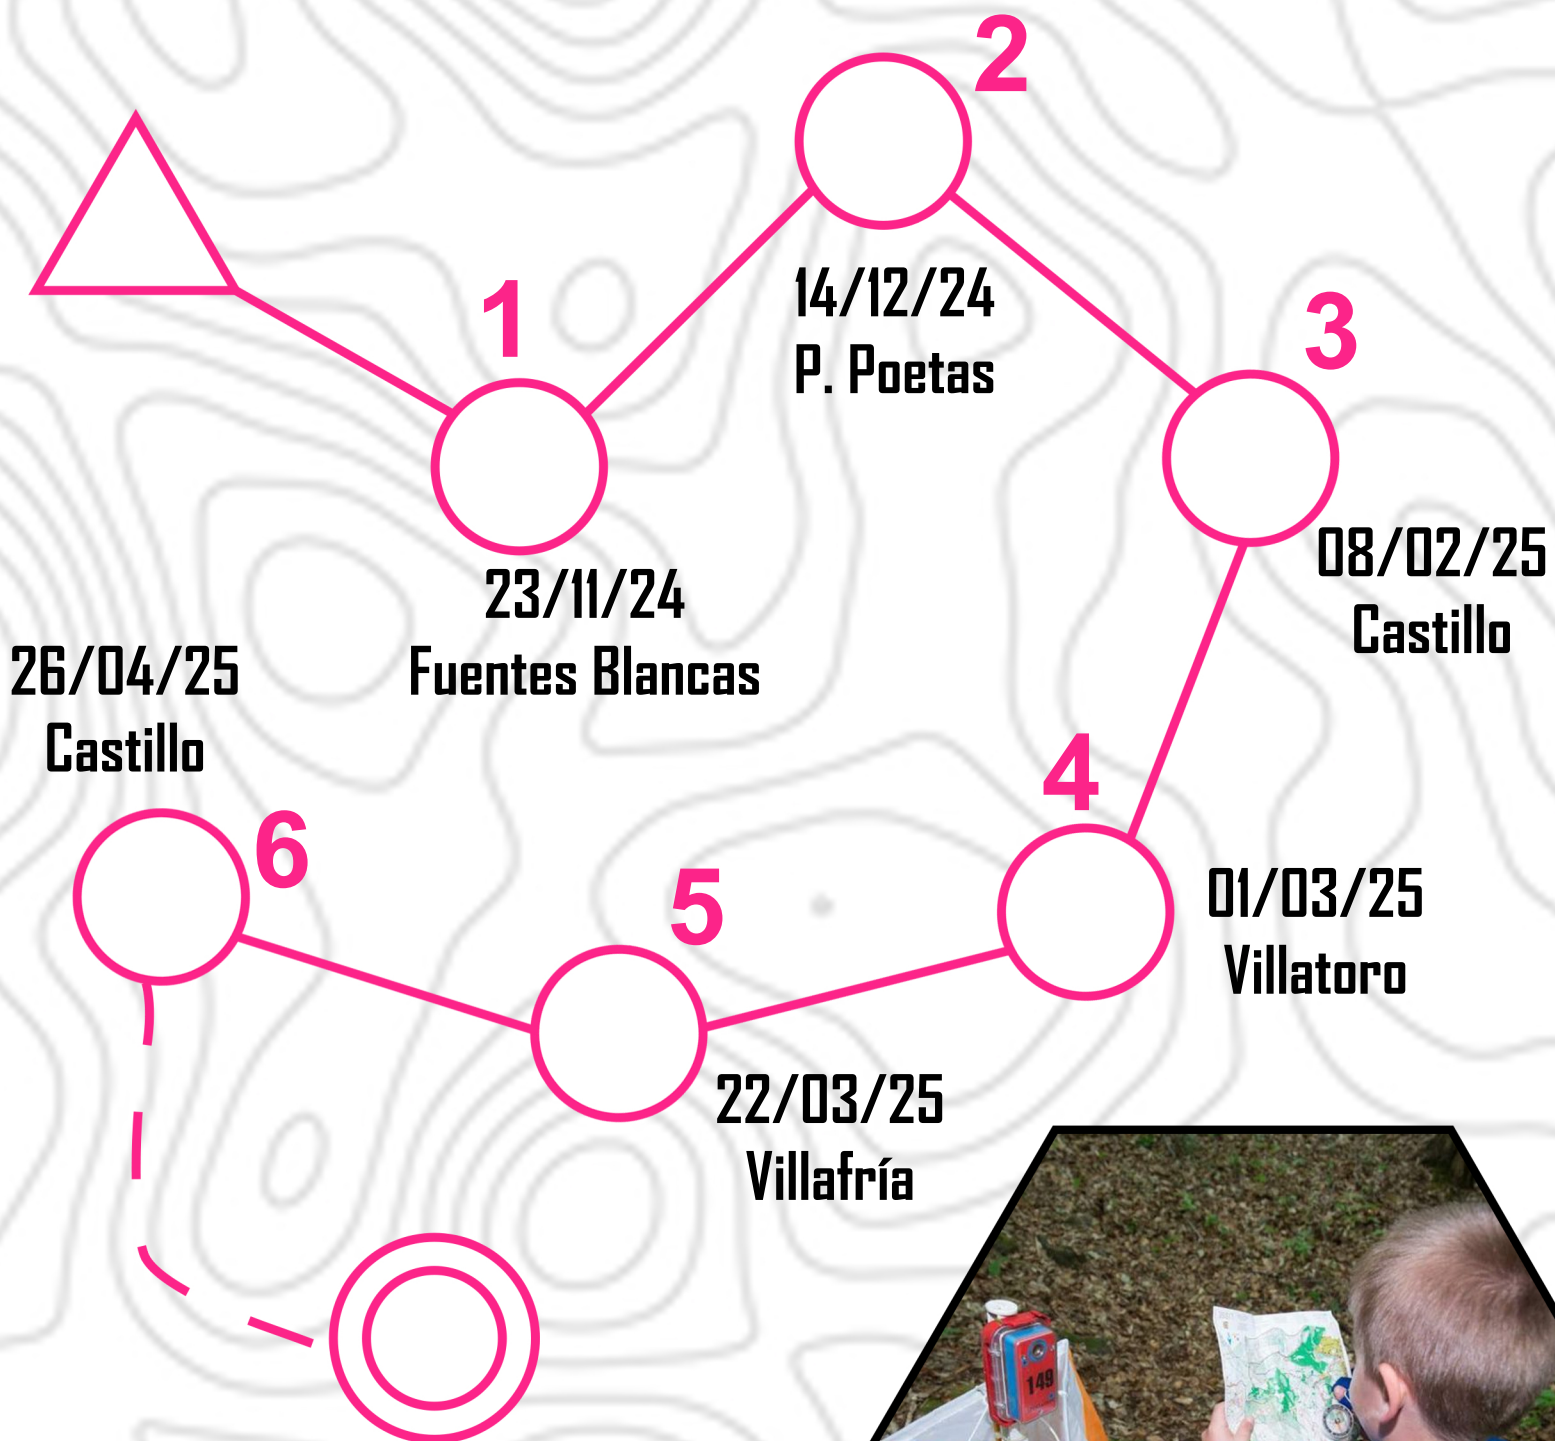 1
23/11/24
Fuentes Blancas
2
14/12/24
P. Poetas
3
08/02/25
Castillo
4
01/03/25
Villatoro
5
22/03/25
Villafría
26/04/25
Castillo
6
149